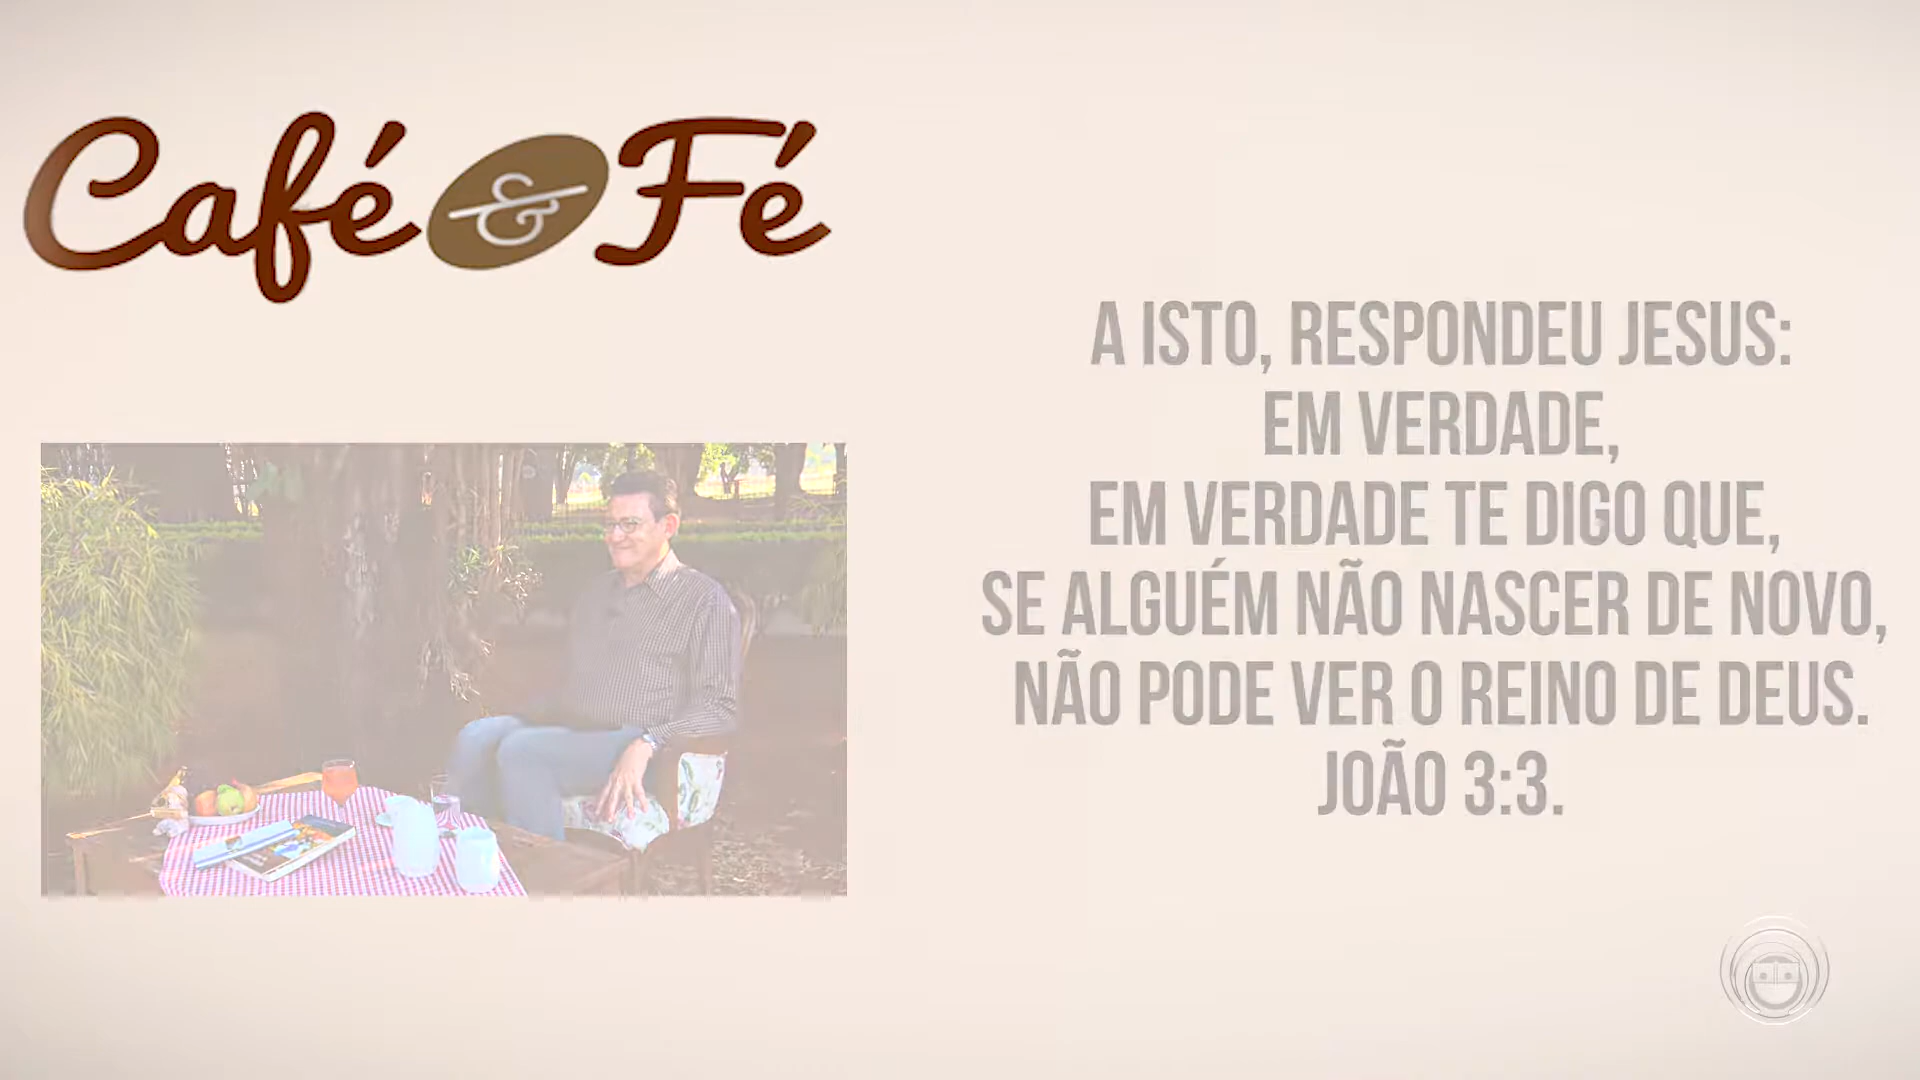 Café & Fé
A ISTO, RESPONDEU JESUS:
EM VERDADE,
EM VERDADE TE DIGO QUE,
SE ALGUÉM NÃO NASCER DE NOVO,
NÃO PODE VER O REINO DE DEUS.
JOÃO 3:3.